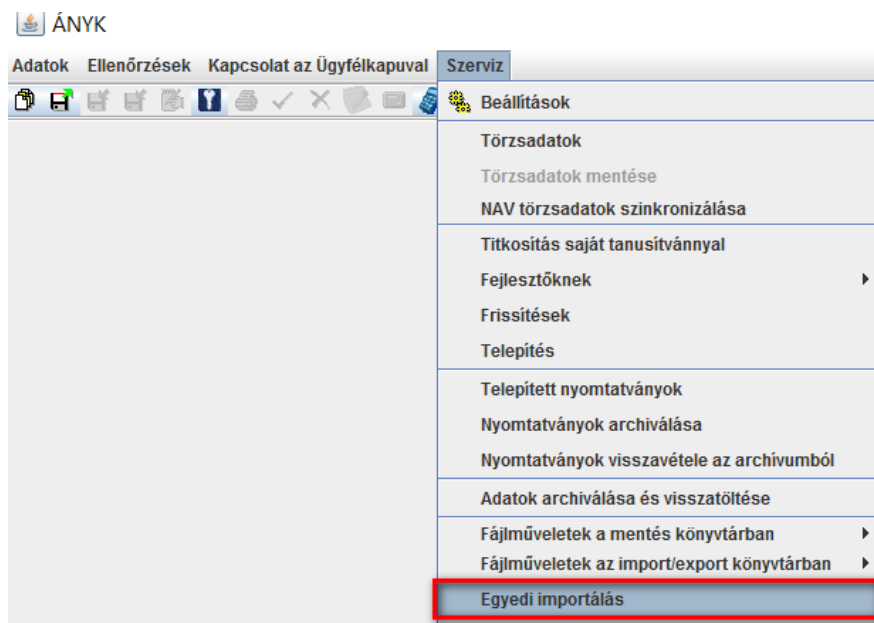 ÁNYK
Adatok Ellenőrzések Kapcsolat az Ügyfélkapuval Szerviz
Beállítások
Törzsadatok
Törzsadatok mentése
NAV törzsadatok szinkronizálása
Titkosítás saját tanusítvánnyal
Fejlesztőknek
Frissítések
Telepítés
Telepített nyomtatványok
Nyomtatványok archiválása
Nyomtatványok visszavétele az archívumból
Adatok archiválása és visszatöltése
Fájlműveletek a mentés könyvtárban
Fájlműveletek az import/export könyvtárban
Egyedi importálás